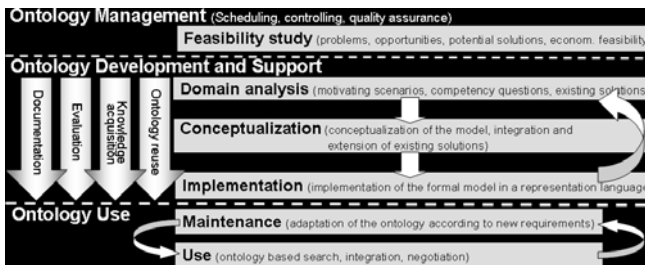 Ontology Management (Scheduling, controlling, quality assurance)
Feasibility study (problems, opportunities, potential solutions, econom. feasibility
Ontology Development and Support
Domain analysis (motivating scenarios, competency questions, existing solutions
Conceptualization (conceptualization of the model, integration and
extension of existing solutions)
Implementation (implementation of the formal model in a representation language
Documentation
Evaluation
Knowledge
acquisition
Ontology reuse
Ontology Use
Maintenance (adaptation of the ontology according to new requirements)
Use (ontology based search, integration, negotiation)